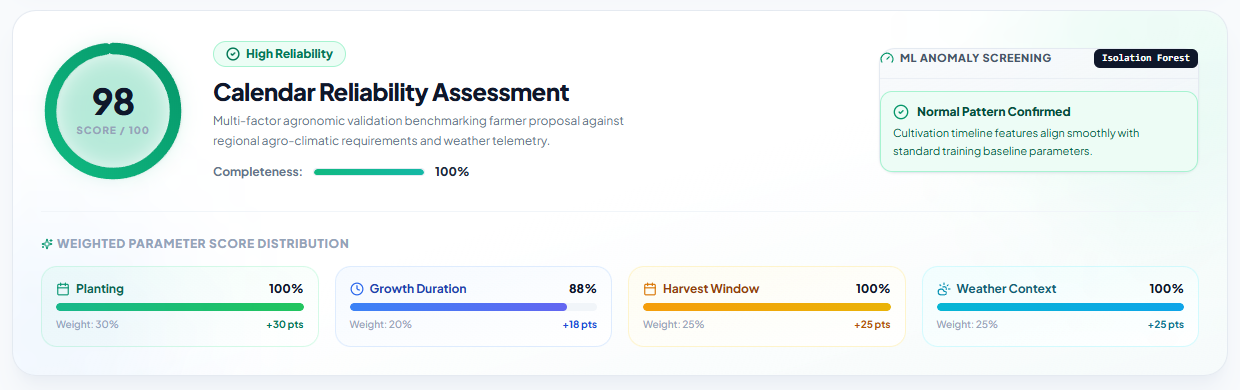 98
SCORE / 100
High Reliability
Calendar Reliability Assessment
Multi-factor agronomic validation benchmarking farmer proposal against
regional agro-climatic requirements and weather telemetry.
Completeness: 100%
ML ANOMALY SCREENING
Isolation Forest
Normal Pattern Confirmed
Cultivation timeline features align smoothly with
standard training baseline parameters.
WEIGHTED PARAMETER SCORE DISTRIBUTION
Planting 100%
Weight: 30% +30 pts
Growth Duration 88%
Weight: 20% +18 pts
Harvest Window 100%
Weight: 25% +25 pts
Weather Context 100%
Weight: 25% +25 pts